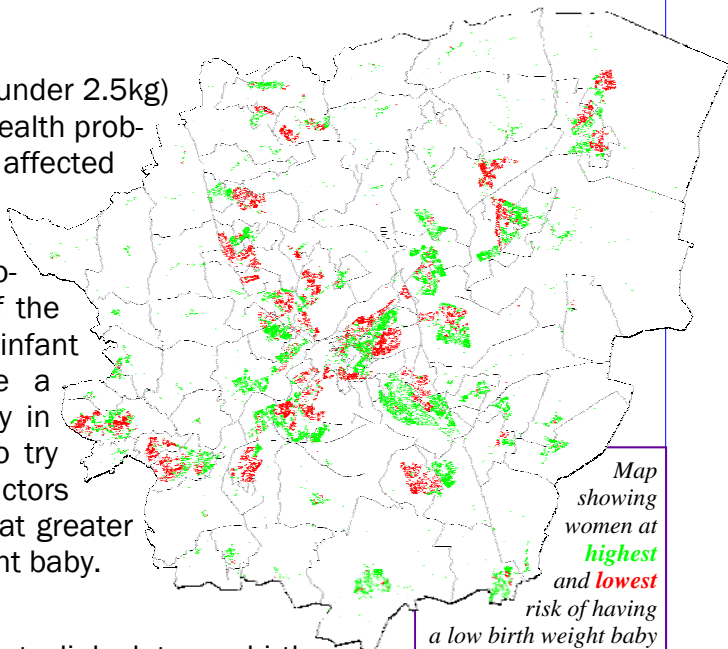 under 2.5kg)
ealth prob-
affected
o-
f the
infant
e a
y in
o try
ctors
at greater
ht baby.
Map
showing
women at
highest
and lowest
risk of having
a low birth weight baby